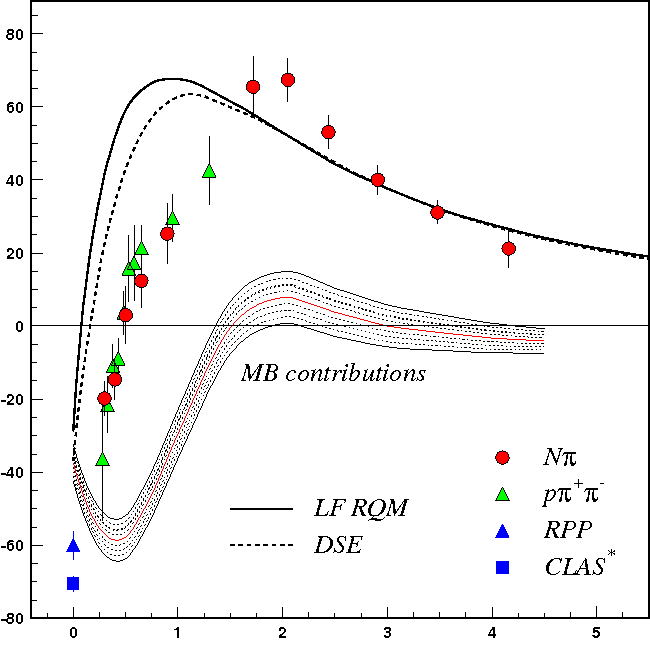 80
60
40
20
0
-20
-40
-60
-80
MB contributions
LF RQM
DSE
Nπ
pπ⁺π⁻
RPP
CLAS*
0 1 2 3 4 5